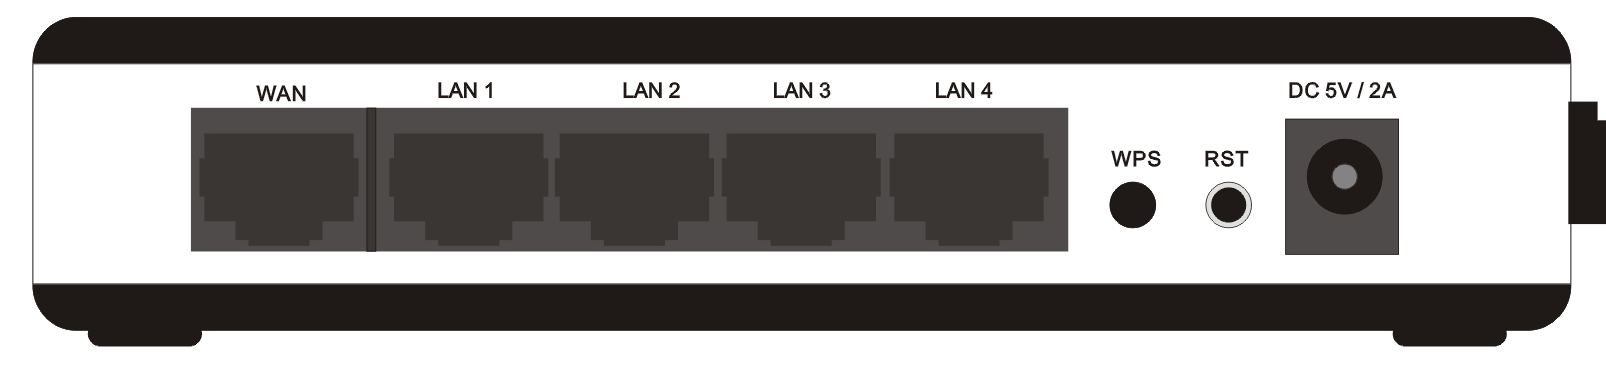 WAN
LAN 1
LAN 2
LAN 3
LAN 4
DC 5V / 2A
WPS
RST